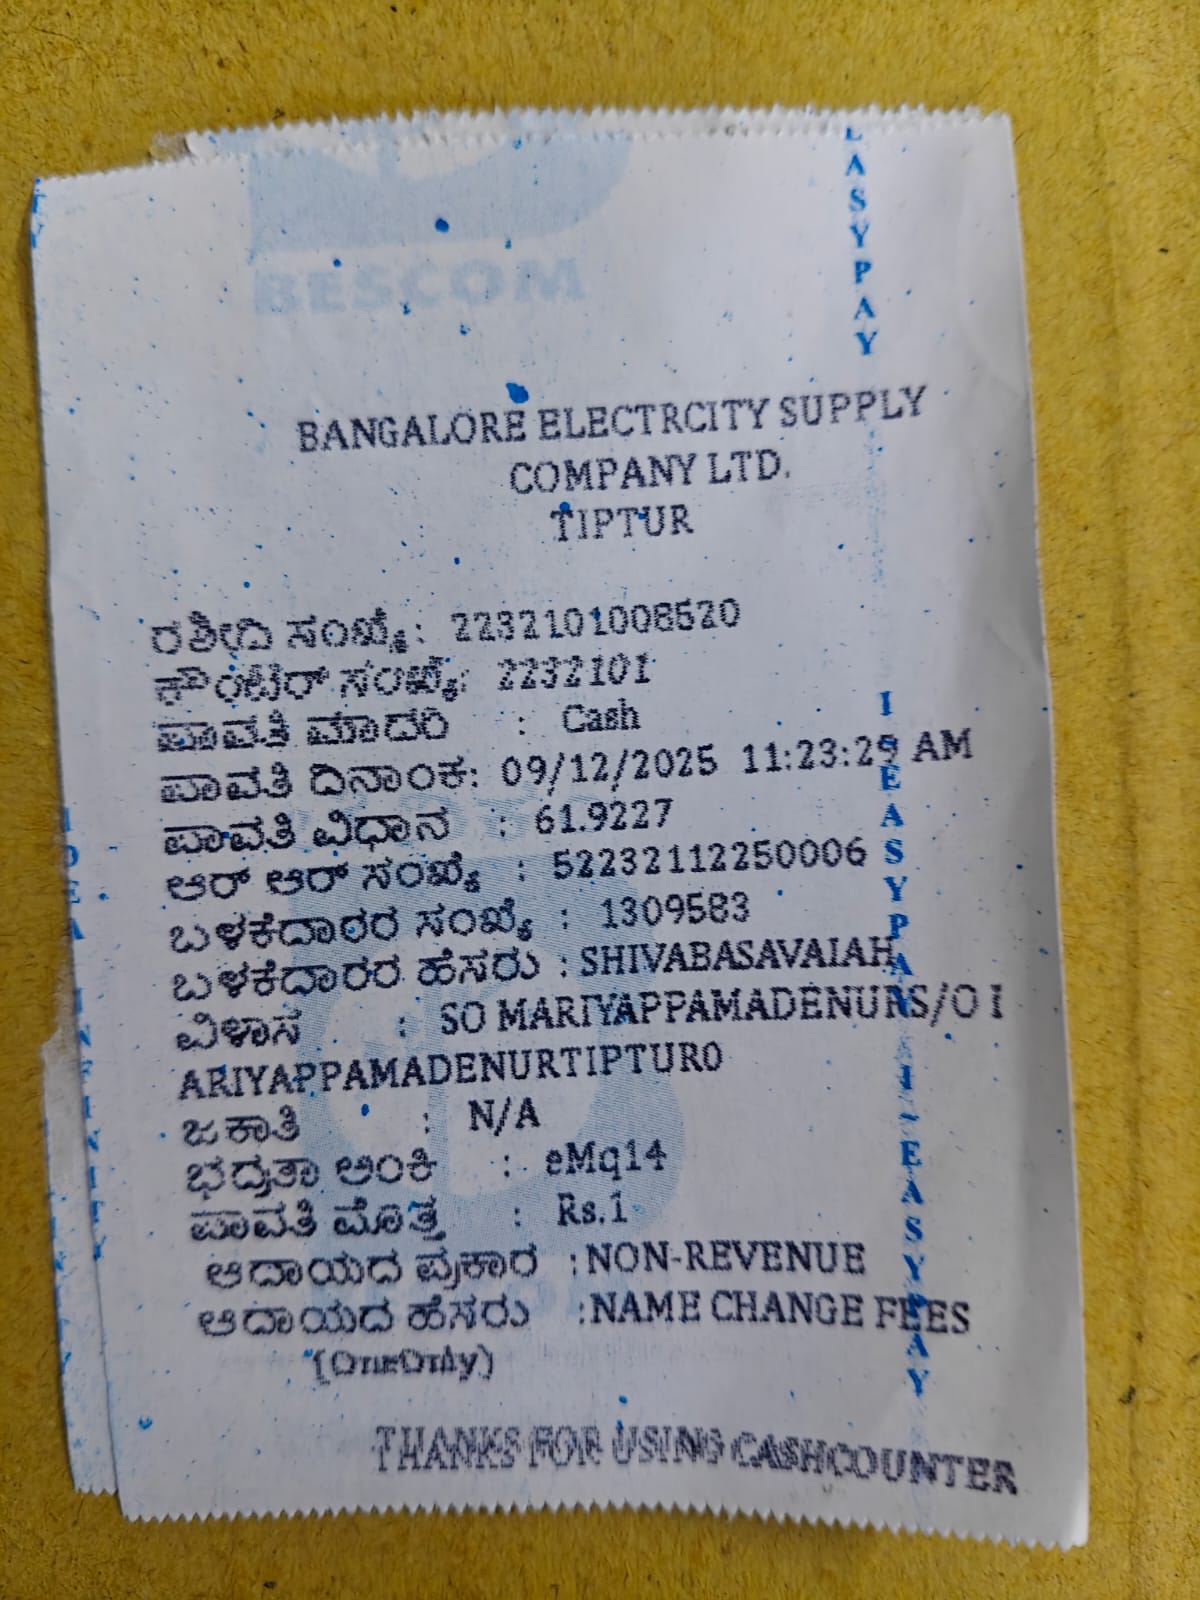 BESCOM
EASYPAY
BANGALORE ELECTRCITY SUPPLY
COMPANY LTD.
TIPTUR
ರಶೀದಿ ಸಂಖ್ಯೆ: 2232101008520
ಕೌಂಟರ್ ಸಂಖ್ಯೆ: 2232101
ಪಾವತಿ ಮಾದರಿ : Cash
ಪಾವತಿ ದಿನಾಂಕ: 09/12/2025 11:23:29 AM
ಪಾವತಿ ವಿಧಾನ : 61.9227
ಆರ್ ಆರ್ ಸಂಖ್ಯೆ : 52232112250006
ಬಳಕೆದಾರರ ಸಂಖ್ಯೆ : 1309583
ಬಳಕೆದಾರರ ಹೆಸರು : SHIVABASAVAIAH
ವಿಳಾಸ : SO MARIYAPPAMADENURS/O
ARIYAPPAMADENURTIPTUR0
ಜಕಾತಿ : N/A
ಭದ್ರತಾ ಅಂಕಿ : eMq14
ಪಾವತಿ ಮೊತ್ತ : Rs.1
ಆದಾಯದ ಪ್ರಕಾರ :NON-REVENUE
ಆದಾಯದ ಹೆಸರು :NAME CHANGE FEES
(OneOnly)
THANKS FOR USING CASHCOUNTER
I-EASYPAY
I-EASYPAY